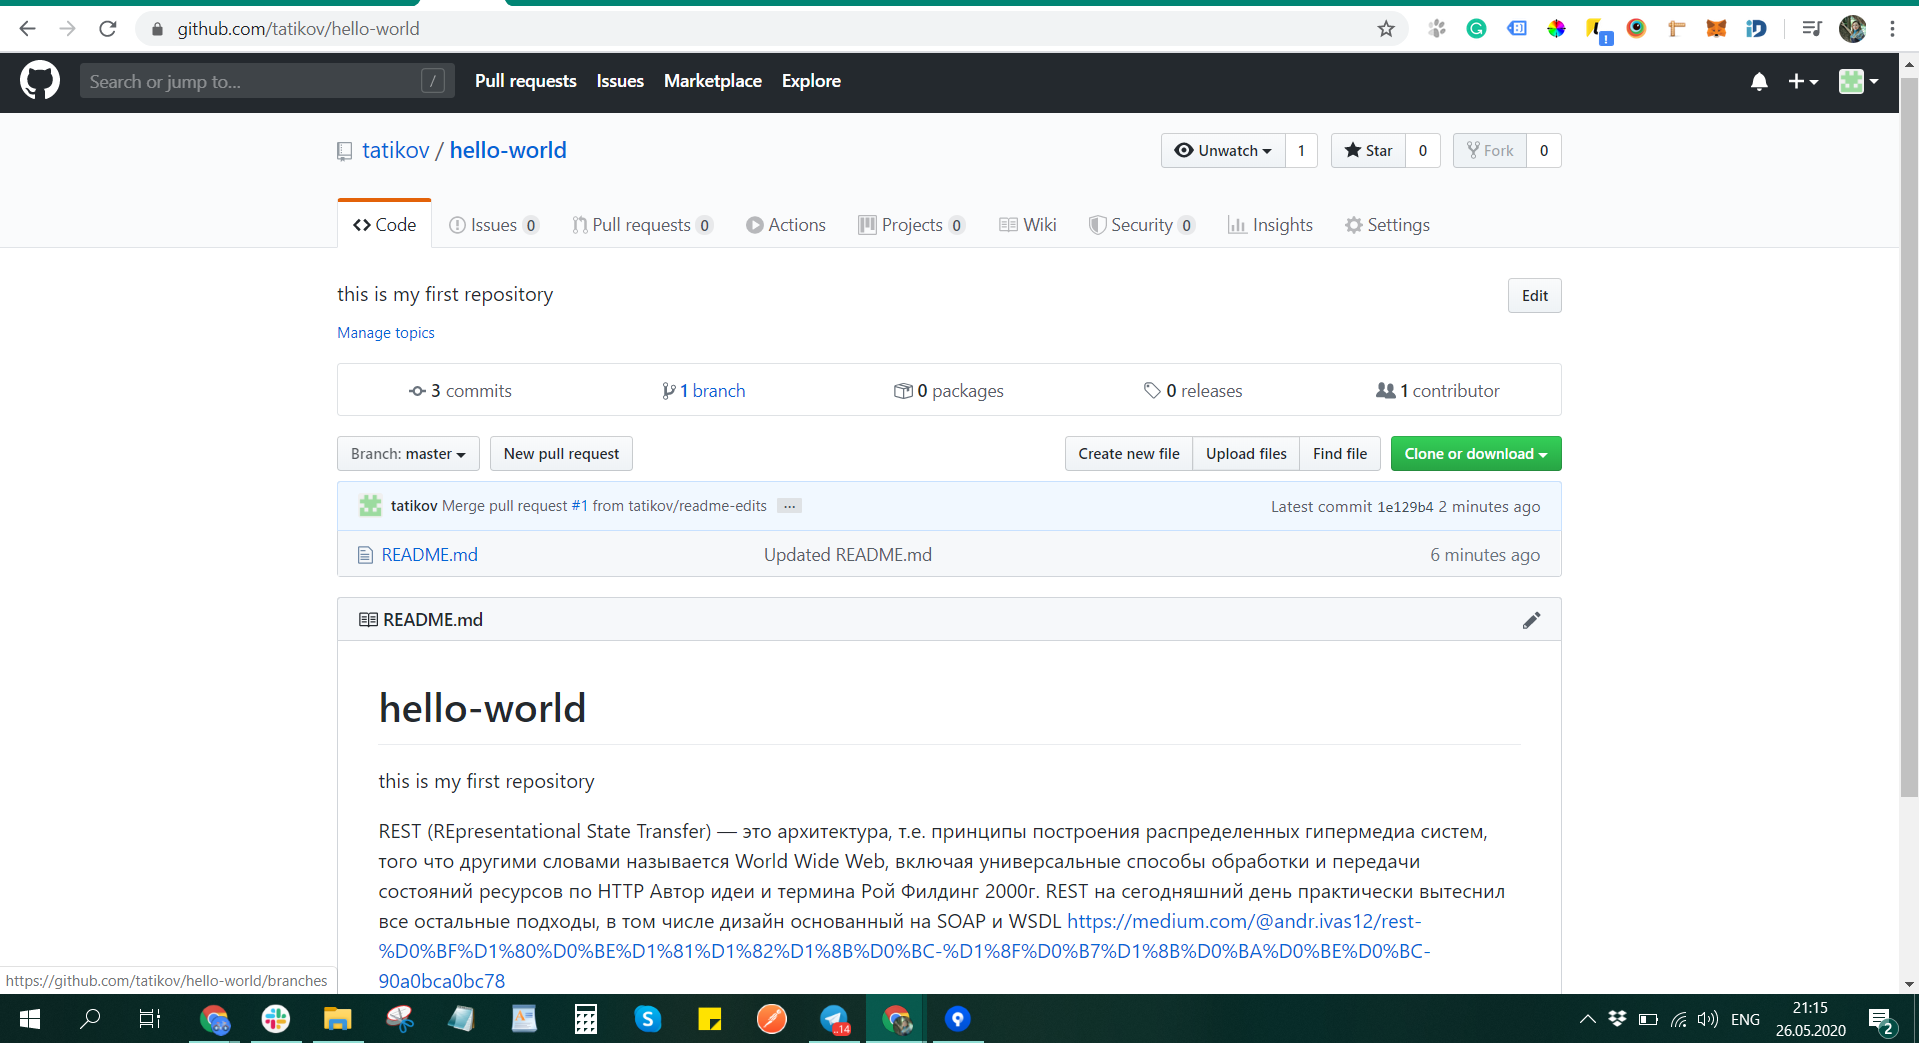 github.com/tatikov/hello-world
Search or jump to... /
Pull requests Issues Marketplace Explore
tatikov / hello-world
Unwatch 1 Star 0 Fork 0
Code Issues 0 Pull requests 0 Actions Projects 0 Wiki Security 0 Insights Settings
this is my first repository
Edit
Manage topics
3 commits 1 branch 0 packages 0 releases 1 contributor
Branch: master New pull request Create new file Upload files Find file Clone or download
tatikov Merge pull request #1 from tatikov/readme-edits ... Latest commit 1e129b4 2 minutes ago
README.md Updated README.md 6 minutes ago
README.md
hello-world
this is my first repository
REST (REpresentational State Transfer) — это архитектура, т.е. принципы построения распределенных гипермедиа систем,
того что другими словами называется World Wide Web, включая универсальные способы обработки и передачи
состояний ресурсов по HTTP Автор идеи и термина Рой Филдинг 2000г. REST на сегодняшний день практически вытеснил
все остальные подходы, в том числе дизайн основанный на SOAP и WSDL https://medium.com/@andr.ivas12/rest-
%D0%BF%D1%80%D0%BE%D1%81%D1%82%D1%8B%D0%BC-%D1%8F%D0%B7%D1%8B%D0%BA%D0%BE%D0%BC-
90a0bca0bc78
https://github.com/tatikov/hello-world/branches
..14
ENG
21:15
26.05.2020
2